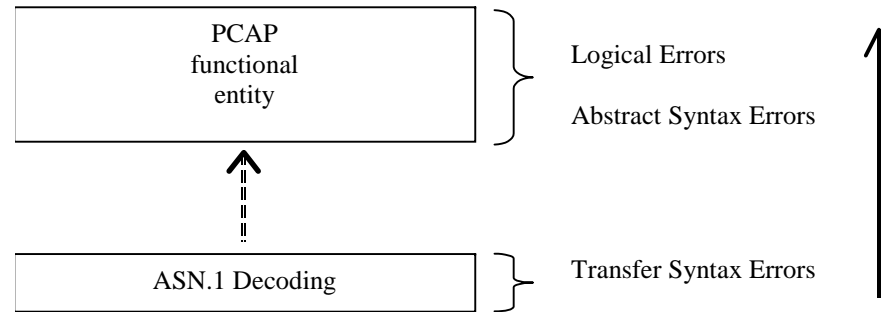 PCAP
functional
entity
Logical Errors
Abstract Syntax Errors
ASN.1 Decoding
Transfer Syntax Errors